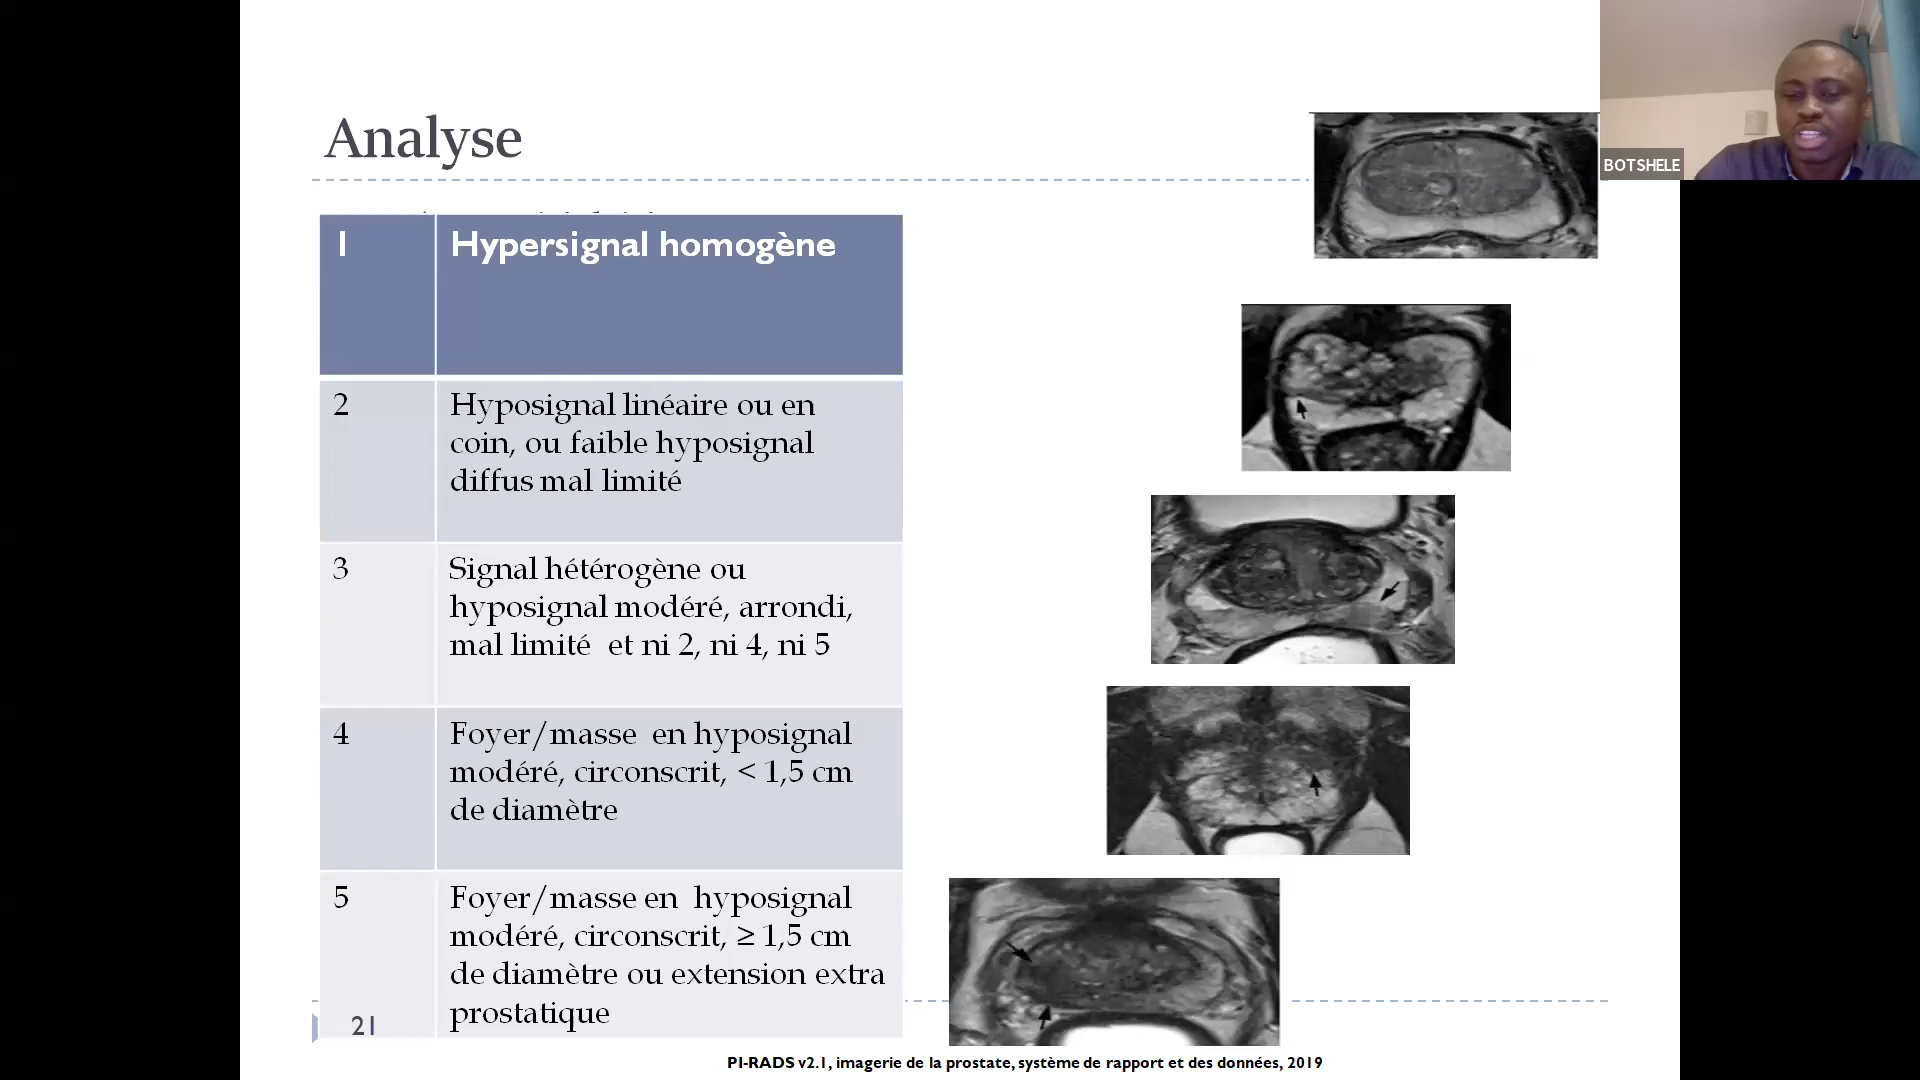 Analyse
BOTSHELE
1 Hypersignal homogène
2 Hyposignal linéaire ou en
coin, ou faible hyposignal
diffus mal limité
3 Signal hétérogène ou
hyposignal modéré, arrondi,
mal limité et ni 2, ni 4, ni 5
4 Foyer/masse en hyposignal
modéré, circonscrit, < 1,5 cm
de diamètre
5 Foyer/masse en hyposignal
modéré, circonscrit, ≥ 1,5 cm
de diamètre ou extension extra
prostatique
21
PI-RADS v2.1, imagerie de la prostate, système de rapport et des données, 2019